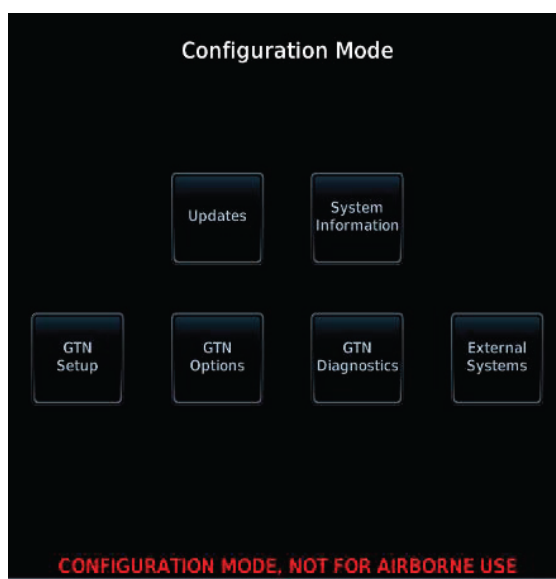 Configuration Mode
Updates
System
Information
GTN
Setup
GTN
Options
GTN
Diagnostics
External
Systems
CONFIGURATION MODE, NOT FOR AIRBORNE USE